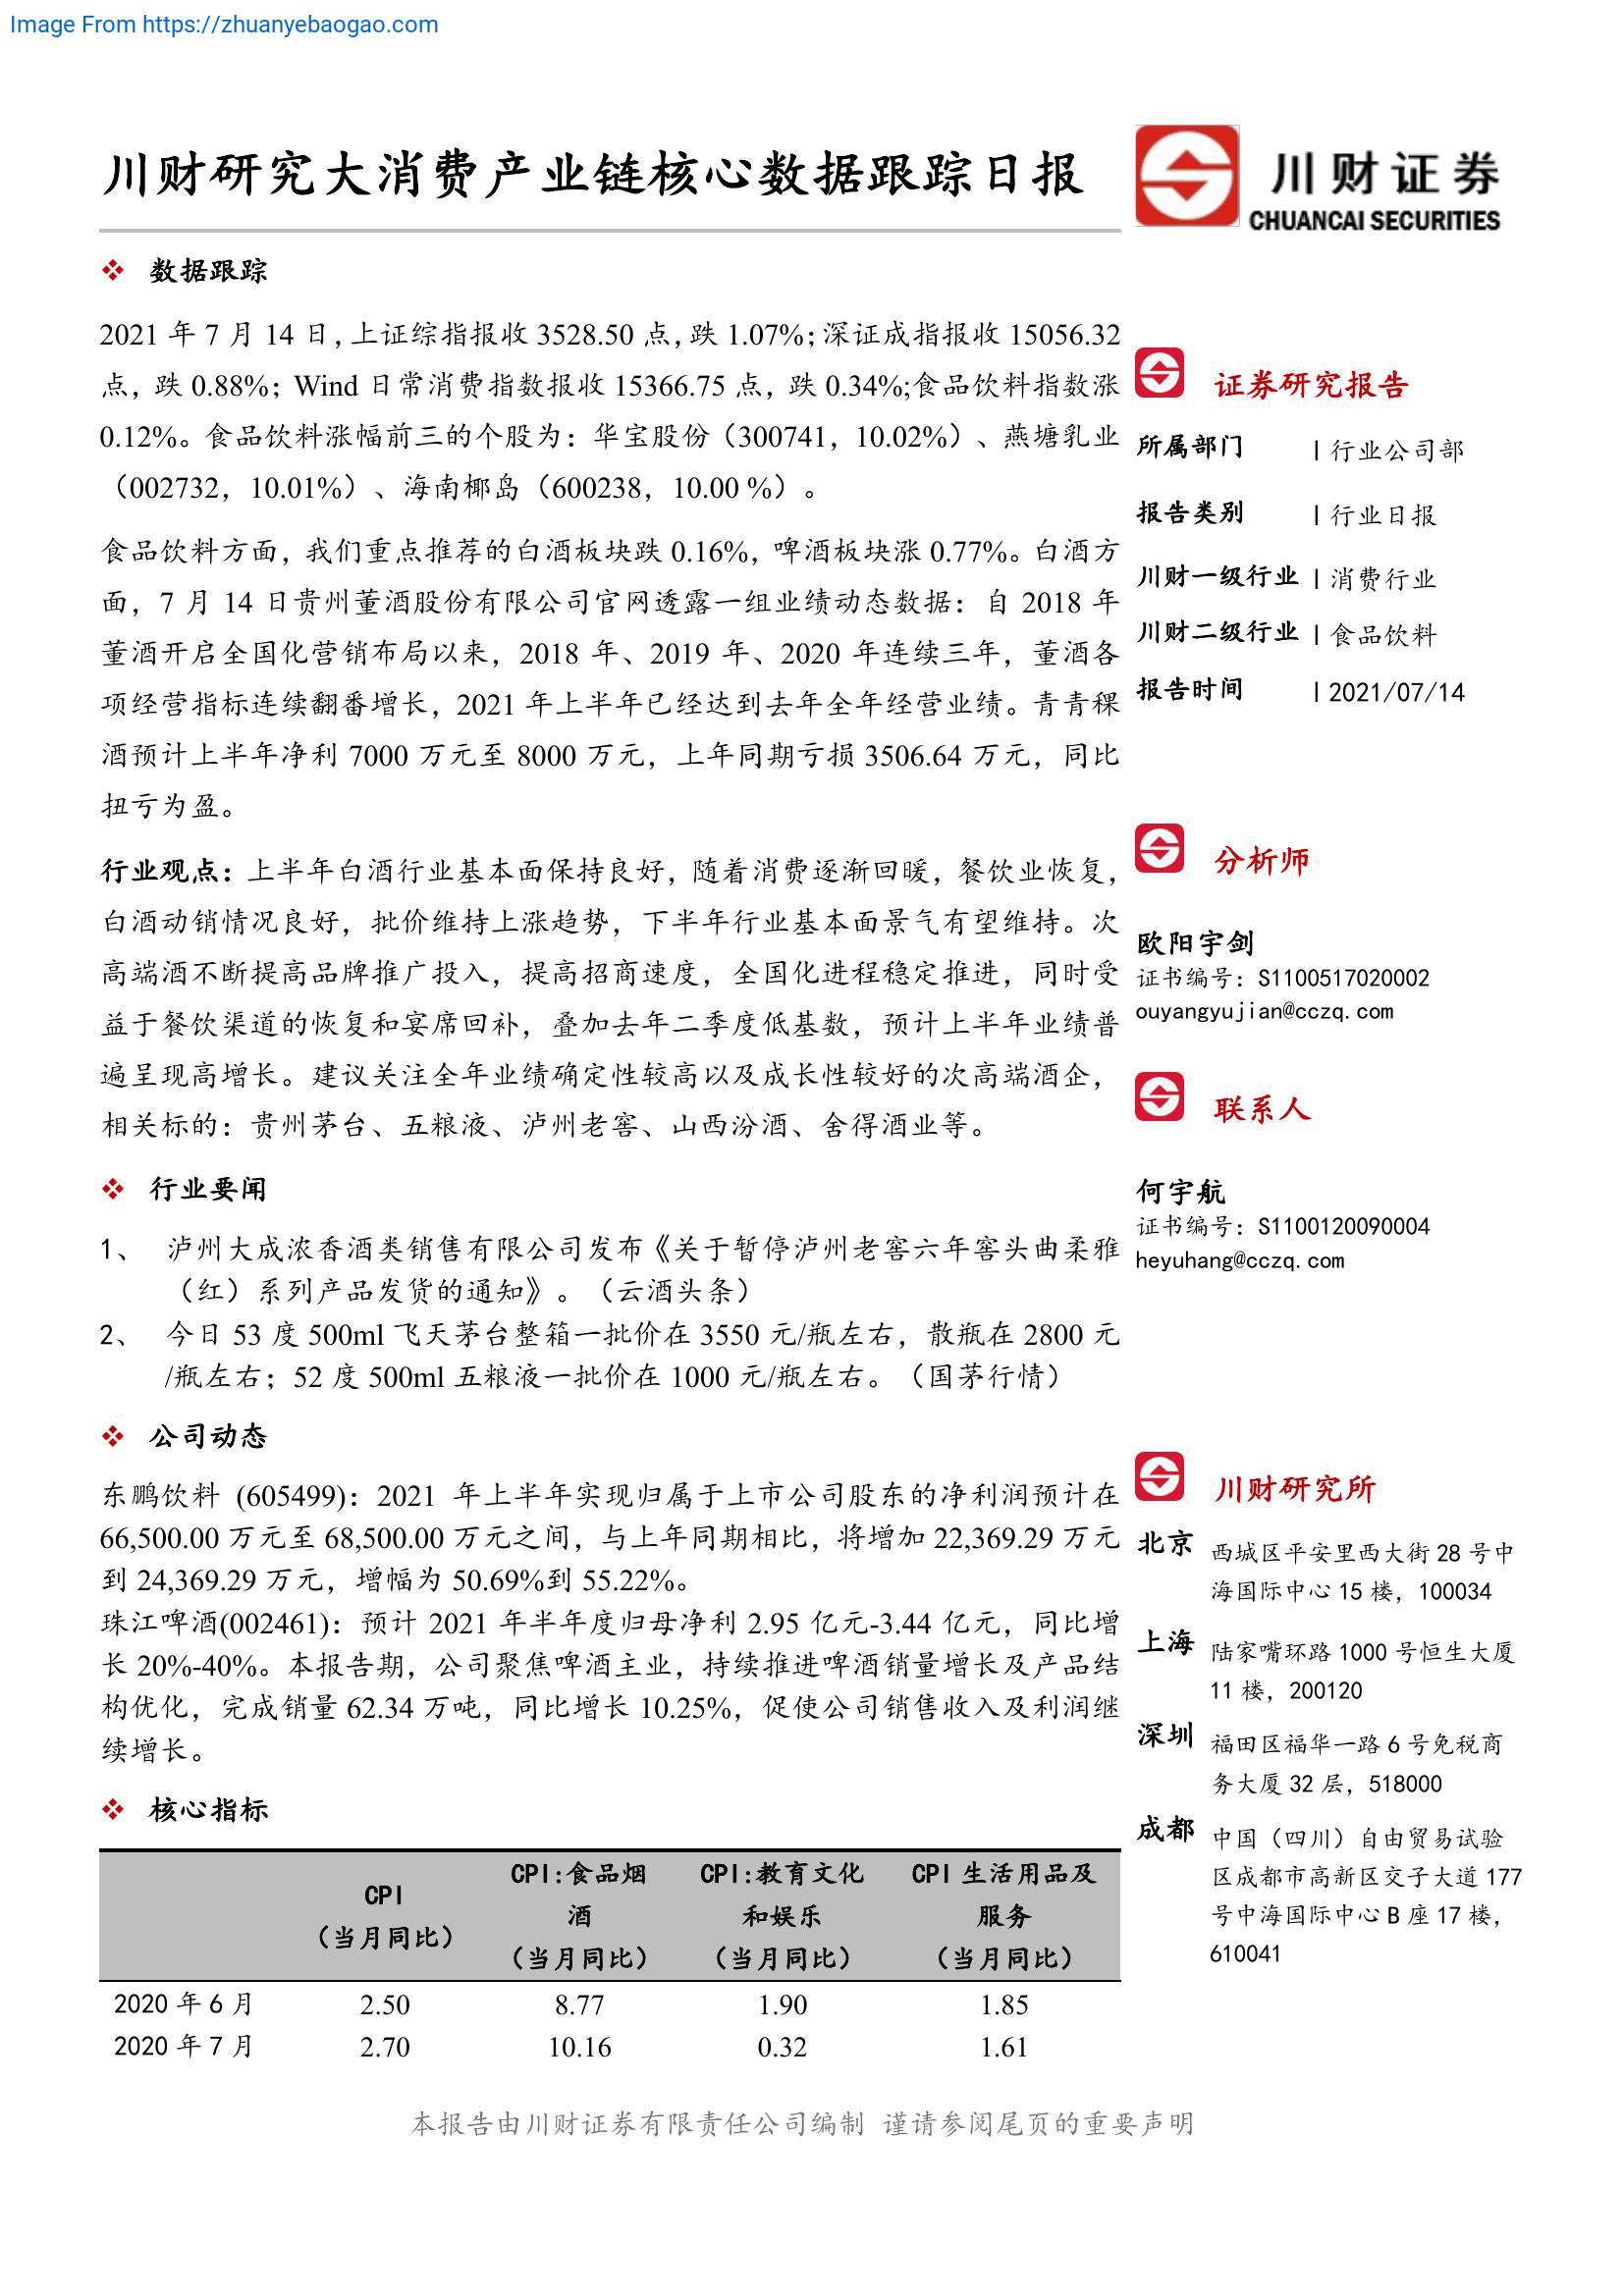 Image From https://zhuanyebaogao.com
川财研究大消费产业链核心数据跟踪日报
川财证券
CHUANCAI SECURITIES
数据跟踪
2021 年 7 月 14 日，上证综指报收 3528.50 点，跌 1.07%；深证成指报收 15056.32
点，跌 0.88%；Wind 日常消费指数报收 15366.75 点，跌 0.34%;食品饮料指数涨
0.12%。食品饮料涨幅前三的个股为：华宝股份（300741，10.02%）、燕塘乳业
（002732，10.01%）、海南椰岛（600238，10.00 %）。
食品饮料方面，我们重点推荐的白酒板块跌 0.16%，啤酒板块涨 0.77%。白酒方
面，7 月 14 日贵州董酒股份有限公司官网透露一组业绩动态数据：自 2018 年
董酒开启全国化营销布局以来，2018 年、2019 年、2020 年连续三年，董酒各
项经营指标连续翻番增长，2021 年上半年已经达到去年全年经营业绩。青青稞
酒预计上半年净利 7000 万元至 8000 万元，上年同期亏损 3506.64 万元，同比
扭亏为盈。
行业观点：上半年白酒行业基本面保持良好，随着消费逐渐回暖，餐饮业恢复，
白酒动销情况良好，批价维持上涨趋势，下半年行业基本面景气有望维持。次
高端酒不断提高品牌推广投入，提高招商速度，全国化进程稳定推进，同时受
益于餐饮渠道的恢复和宴席回补，叠加去年二季度低基数，预计上半年业绩普
遍呈现高增长。建议关注全年业绩确定性较高以及成长性较好的次高端酒企，
相关标的：贵州茅台、五粮液、泸州老窖、山西汾酒、舍得酒业等。
行业要闻
1、 泸州大成浓香酒类销售有限公司发布《关于暂停泸州老窖六年窖头曲柔雅
（红）系列产品发货的通知》。（云酒头条）
2、 今日 53 度 500ml 飞天茅台整箱一批价在 3550 元/瓶左右，散瓶在 2800 元
/瓶左右；52 度 500ml 五粮液一批价在 1000 元/瓶左右。（国茅行情）
公司动态
东鹏饮料 (605499)：2021 年上半年实现归属于上市公司股东的净利润预计在
66,500.00 万元至 68,500.00 万元之间，与上年同期相比，将增加 22,369.29 万元
到 24,369.29 万元，增幅为 50.69%到 55.22%。
珠江啤酒(002461)：预计 2021 年半年度归母净利 2.95 亿元-3.44 亿元，同比增
长 20%-40%。本报告期，公司聚焦啤酒主业，持续推进啤酒销量增长及产品结
构优化，完成销量 62.34 万吨，同比增长 10.25%，促使公司销售收入及利润继
续增长。
核心指标
CPI
（当月同比）
CPI:食品烟
酒
（当月同比）
CPI:教育文化
和娱乐
（当月同比）
CPI 生活用品及
服务
（当月同比）
2020 年 6 月 2.50 8.77 1.90 1.85
2020 年 7 月 2.70 10.16 0.32 1.61
证券研究报告
所属部门 | 行业公司部
报告类别 | 行业日报
川财一级行业 | 消费行业
川财二级行业 | 食品饮料
报告时间 | 2021/07/14
分析师
欧阳宇剑
证书编号：S1100517020002
ouyangyujian@cczq.com
联系人
何宇航
证书编号：S1100120090004
heyuhang@cczq.com
川财研究所
北京 西城区平安里西大街 28 号中
海国际中心 15 楼，100034
上海 陆家嘴环路 1000 号恒生大厦
11 楼，200120
深圳 福田区福华一路 6 号免税商
务大厦 32 层，518000
成都 中国（四川）自由贸易试验
区成都市高新区交子大道 177
号中海国际中心 B 座 17 楼，
610041
本报告由川财证券有限责任公司编制 谨请参阅尾页的重要声明